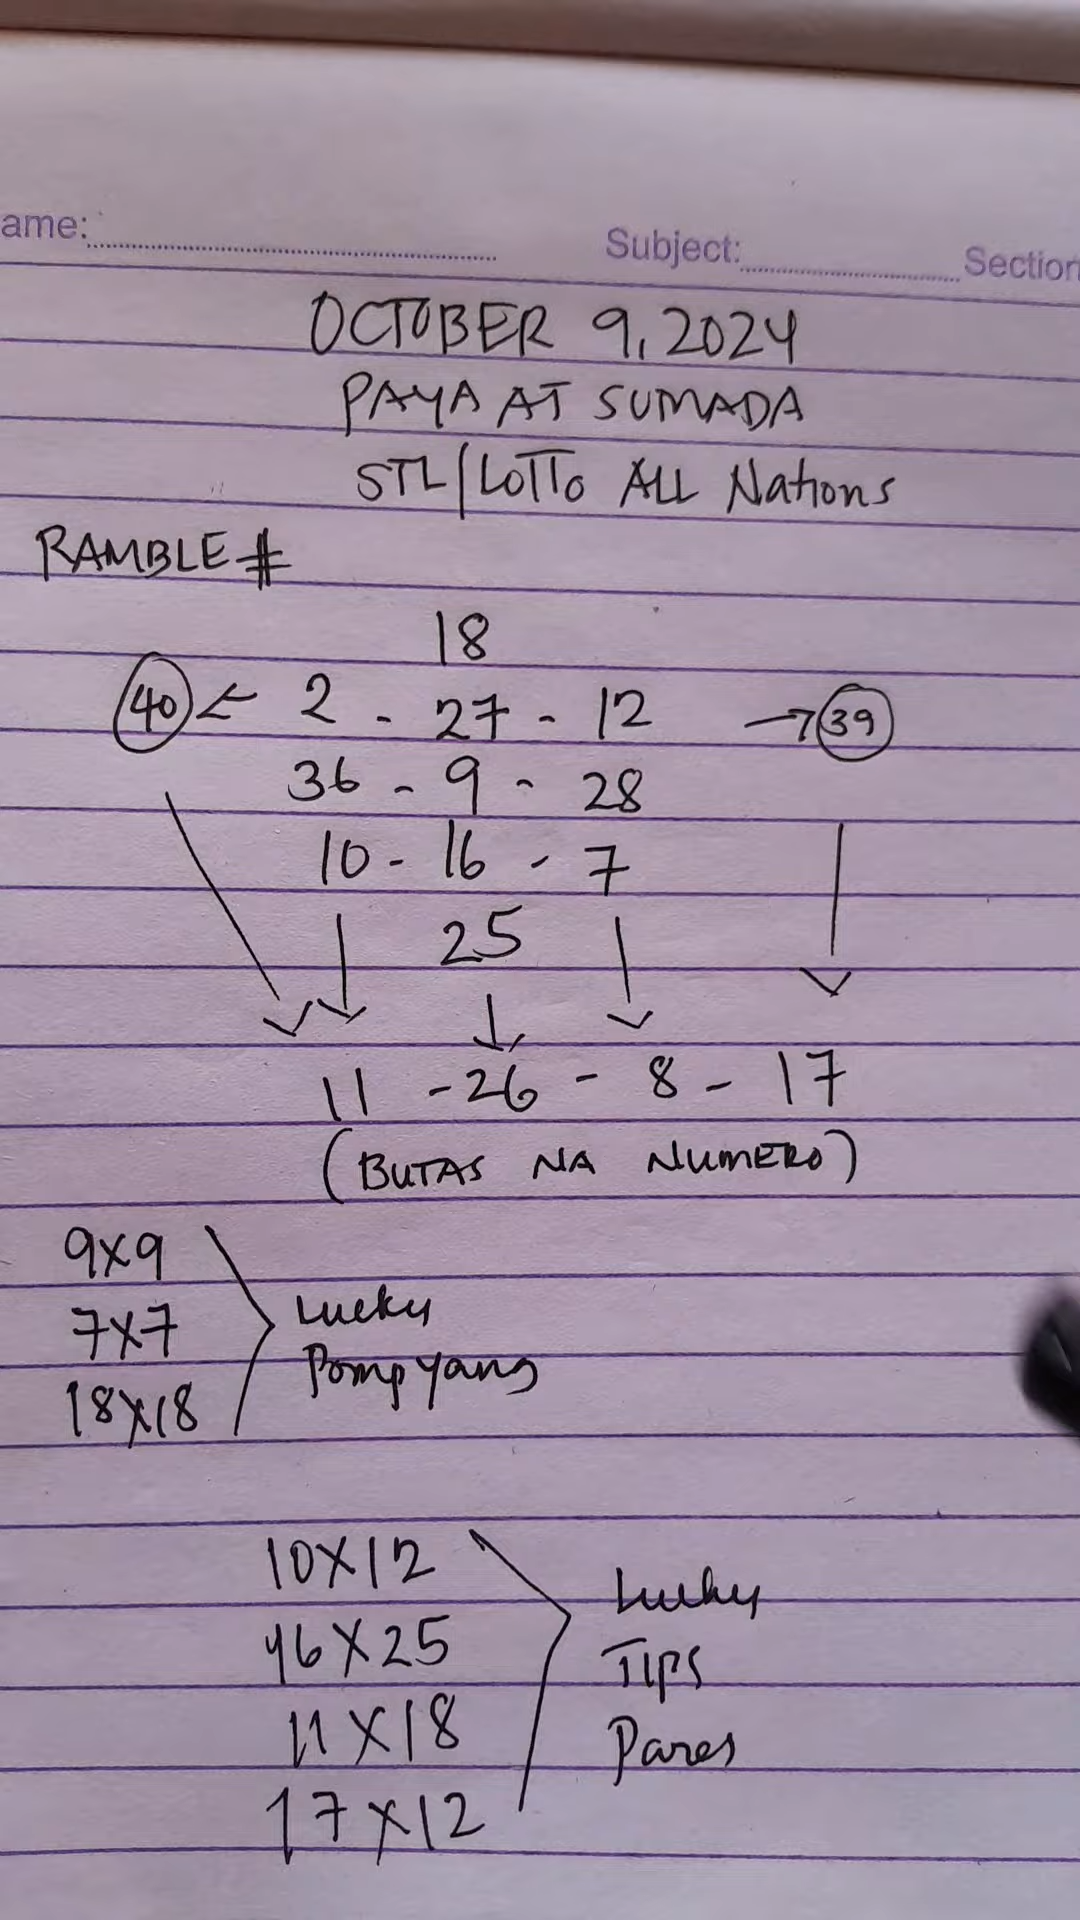 ame: Subject: Section
OCTOBER 9, 2024
PAYA AT SUMADA
STL/LOTTO ALL Nations
RAMBLE #
18
40 ← 2 - 27 - 12 → 39
36 - 9 - 28
10 - 16 - 7
25
11 - 26 - 8 - 17
(BUTAS NA NUMERO)
9X9
7X7
18X18
Lucky
Pompyang
10X12
16X25
11X18
17X12
Lucky
Tips
Pares